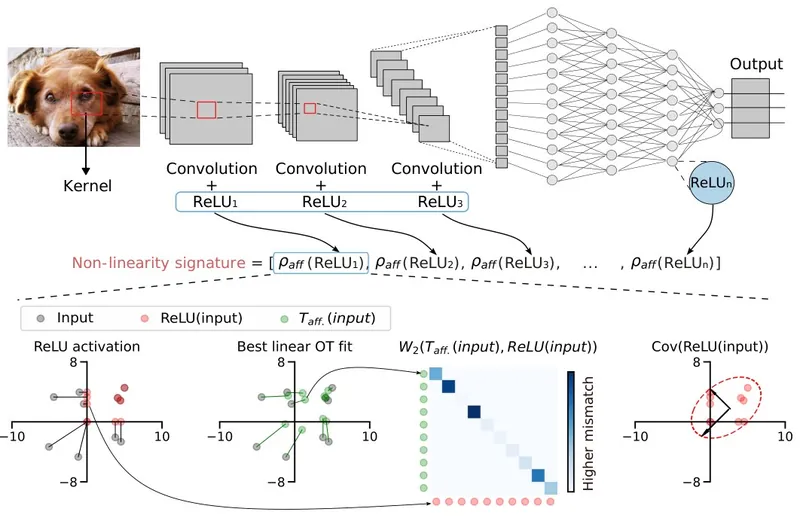 Output
Kernel
Convolution
+
ReLU₁
Convolution
+
ReLU₂
Convolution
+
ReLU₃
ReLUₙ
Non-linearity signature = [ ρaff (ReLU₁), ρaff (ReLU₂), ρaff (ReLU₃), ... , ρaff (ReLUₙ)]
Input ReLU(input) Taff. (input)
ReLU activation
8
−10 10
−8
Best linear OT fit
8
−10 10
−8
W₂(Taff.(input), ReLU(input))
Higher mismatch
Cov(ReLU(input))
8
−10 10
−8